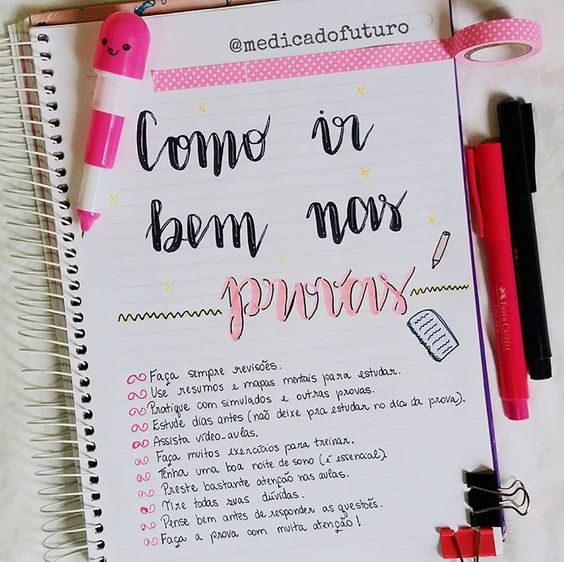 @medicadofuturo
Como ir
bem nas
provas
Faça sempre revisões.
Use resumos e mapas mentais para estudar.
Pratique com simulados e outras provas.
Estude dias antes (não deixe pra estudar no dia da prova).
Assista vídeo-aulas.
Faça muitos exercícios para treinar.
Tenha uma boa noite de sono (é essencial).
Preste bastante atenção nas aulas.
Tire todas suas dúvidas.
Pense bem antes de responder as questões.
Faça a prova com muita atenção!